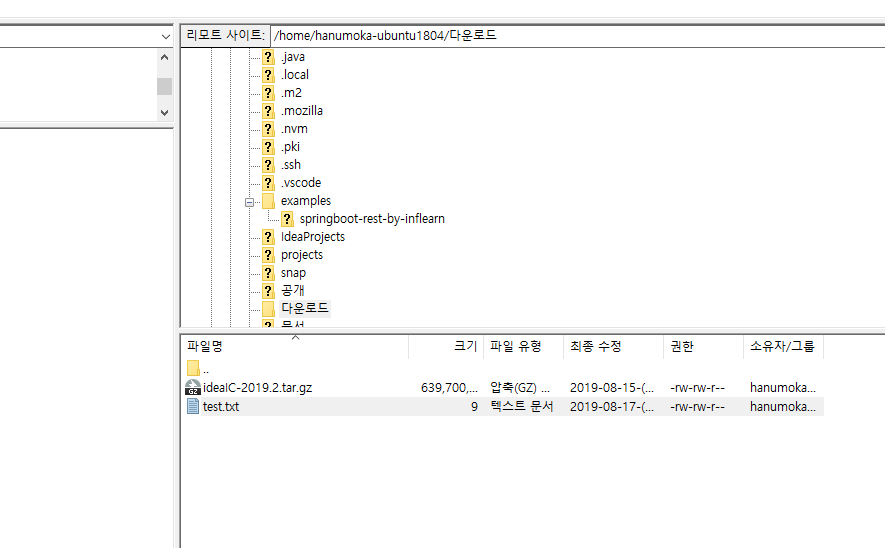 리모트 사이트: /home/hanumoka-ubuntu1804/다운로드
.java
.local
.m2
.mozilla
.nvm
.pki
.ssh
.vscode
examples
springboot-rest-by-inflearn
IdeaProjects
projects
snap
공개
다운로드
문서
파일명 크기 파일 유형 최종 수정 권한 소유자/그룹
..
ideaIC-2019.2.tar.gz 639,700,... 압축(GZ) ... 2019-08-15-(... -rw-rw-r-- hanumoka...
test.txt 9 텍스트 문서 2019-08-17-(... -rw-rw-r-- hanumoka...